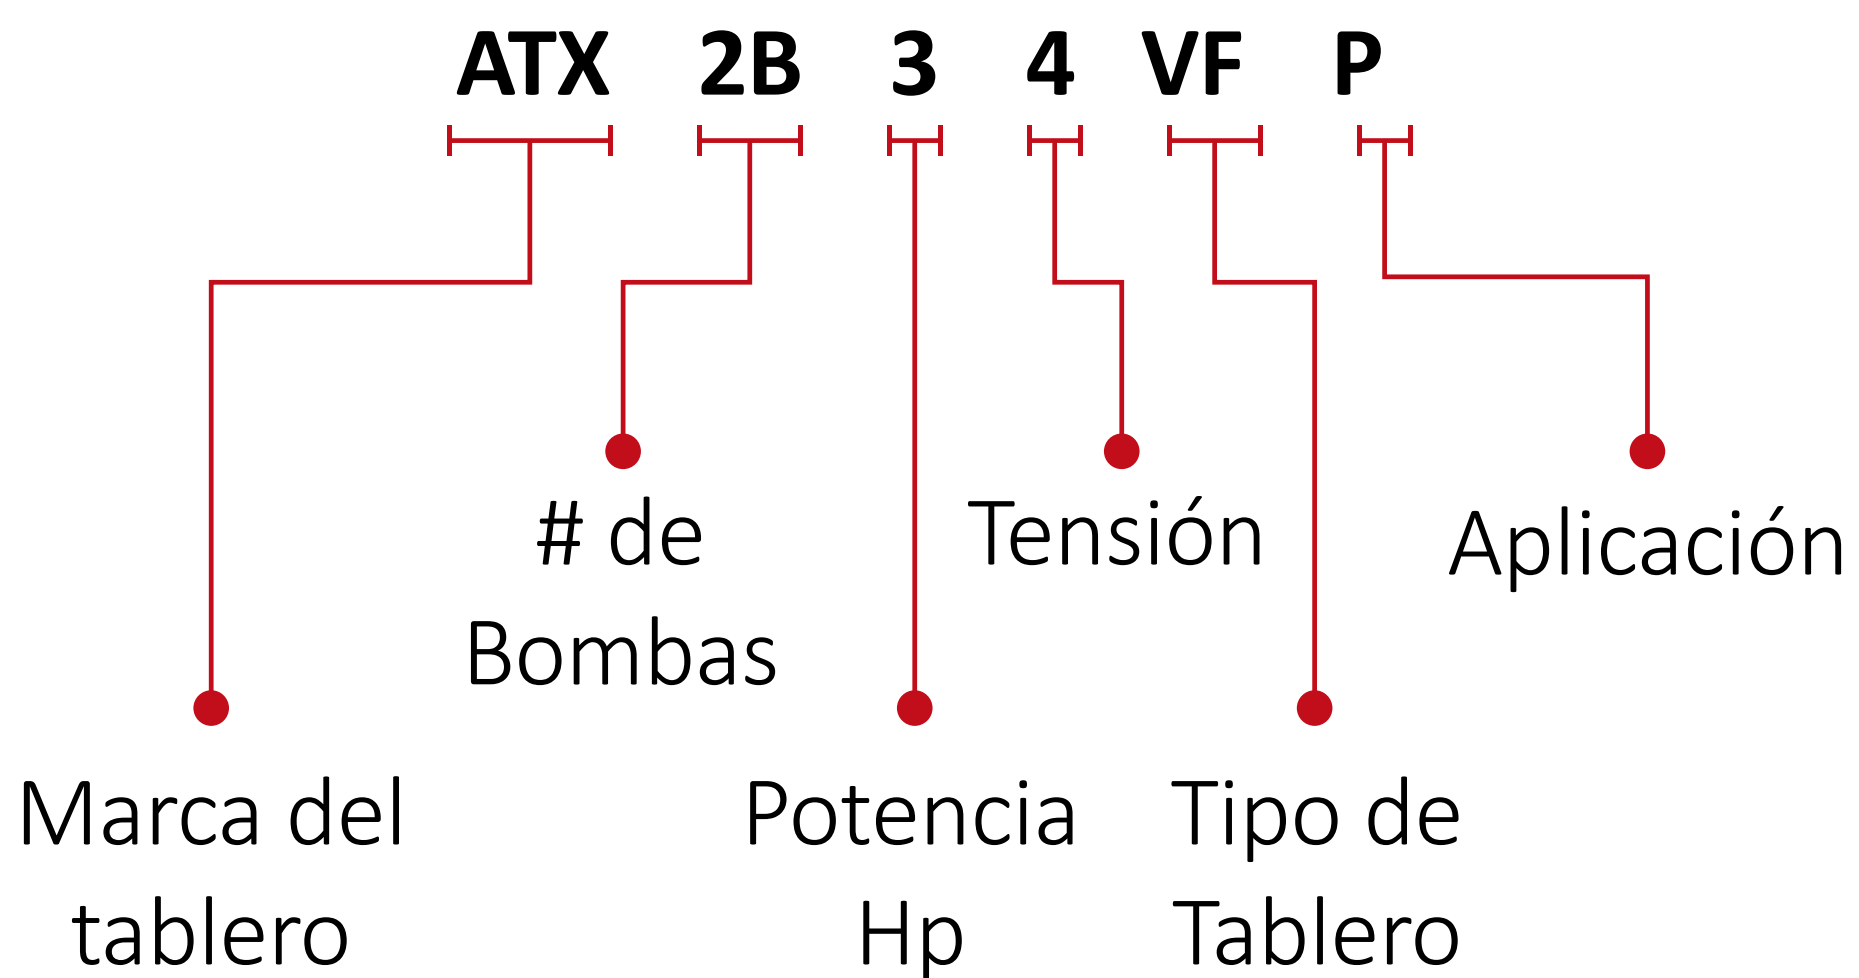 ATX 2B 3 4 VF P
# de
Bombas
Tensión
Aplicación
Marca del
tablero
Potencia
Hp
Tipo de
Tablero